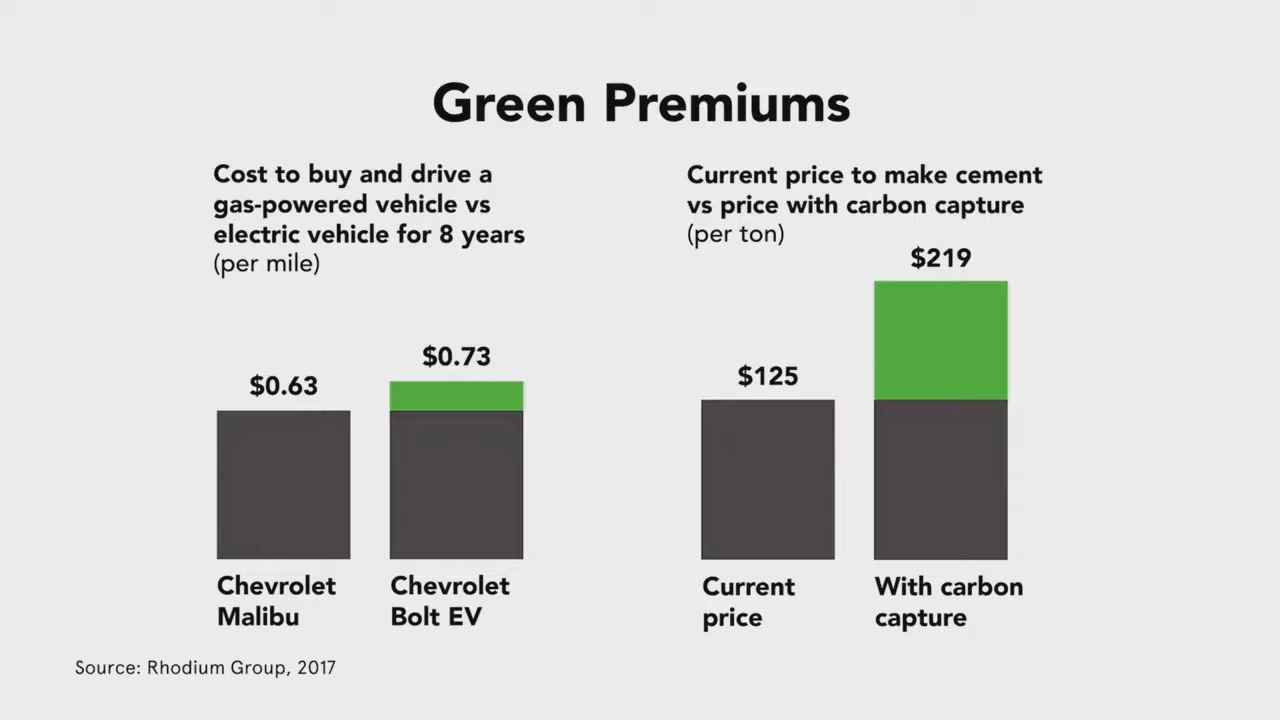 Green Premiums
Cost to buy and drive a
gas-powered vehicle vs
electric vehicle for 8 years
(per mile)
$0.63
$0.73
Chevrolet
Malibu
Chevrolet
Bolt EV
Current price to make cement
vs price with carbon capture
(per ton)
$125
$219
Current
price
With carbon
capture
Source: Rhodium Group, 2017